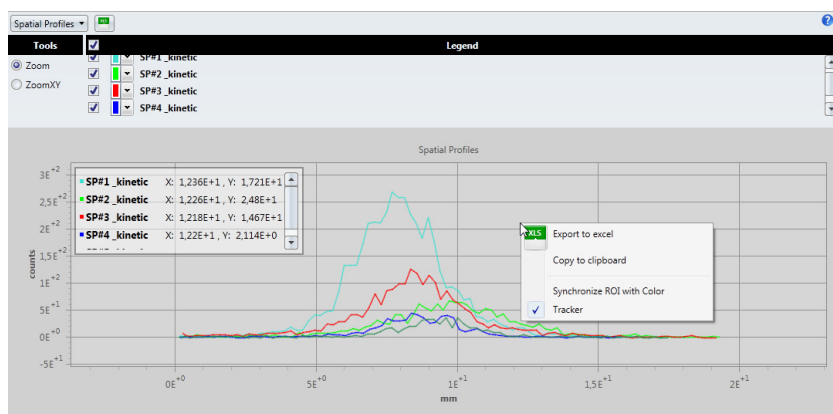 Spatial Profiles
XLS
?
Tools
Legend
Zoom
SP#1 _kinetic
ZoomXY
SP#2 _kinetic
SP#3 _kinetic
SP#4 _kinetic
Spatial Profiles
SP#1 _kinetic X: 1,236E+1 , Y: 1,721E+1
SP#2 _kinetic X: 1,226E+1 , Y: 2,48E+1
SP#3 _kinetic X: 1,218E+1 , Y: 1,467E+1
SP#4 _kinetic X: 1,22E+1 , Y: 2,114E+0
3E+2
2,5E+2
2E+2
1,5E+2
1E+2
5E+1
0E+0
-5E+1
counts
XLS Export to excel
Copy to clipboard
Synchronize ROI with Color
Tracker
0E+0 5E+0 1E+1 1,5E+1 2E+1
mm